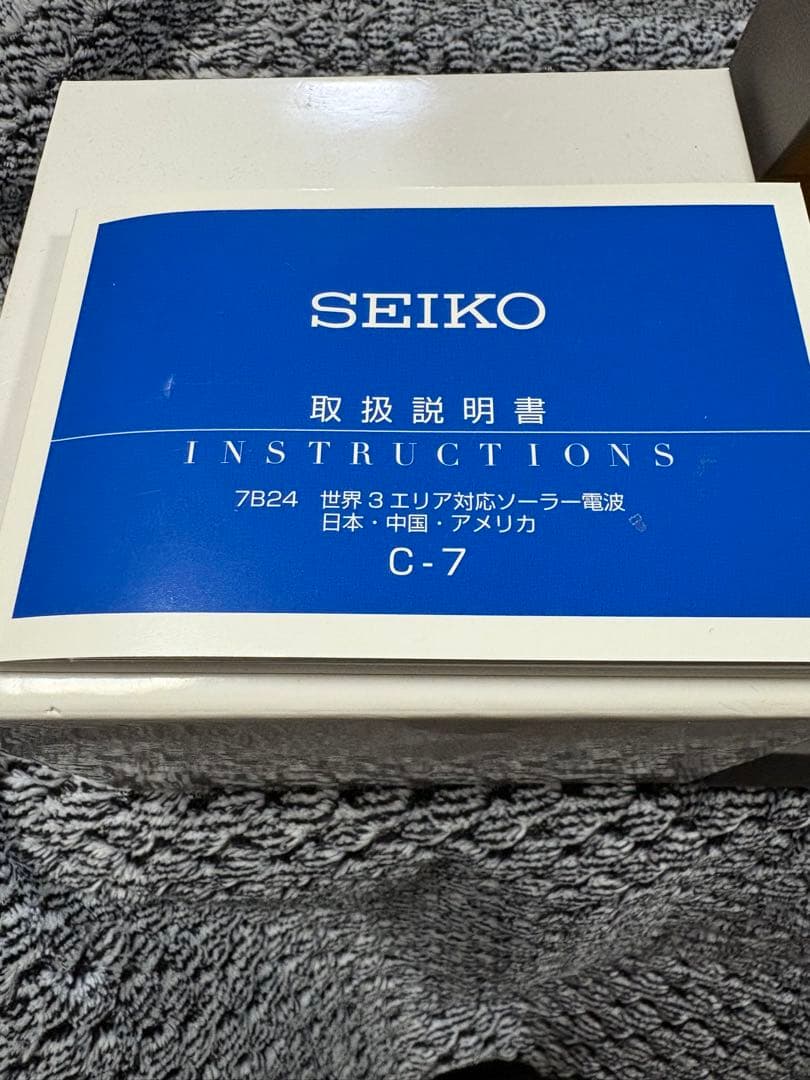 SEIKO
取扱説明書
INSTRUCTIONS
7B24 世界3エリア対応ソーラー電波
日本・中国・アメリカ
C-7